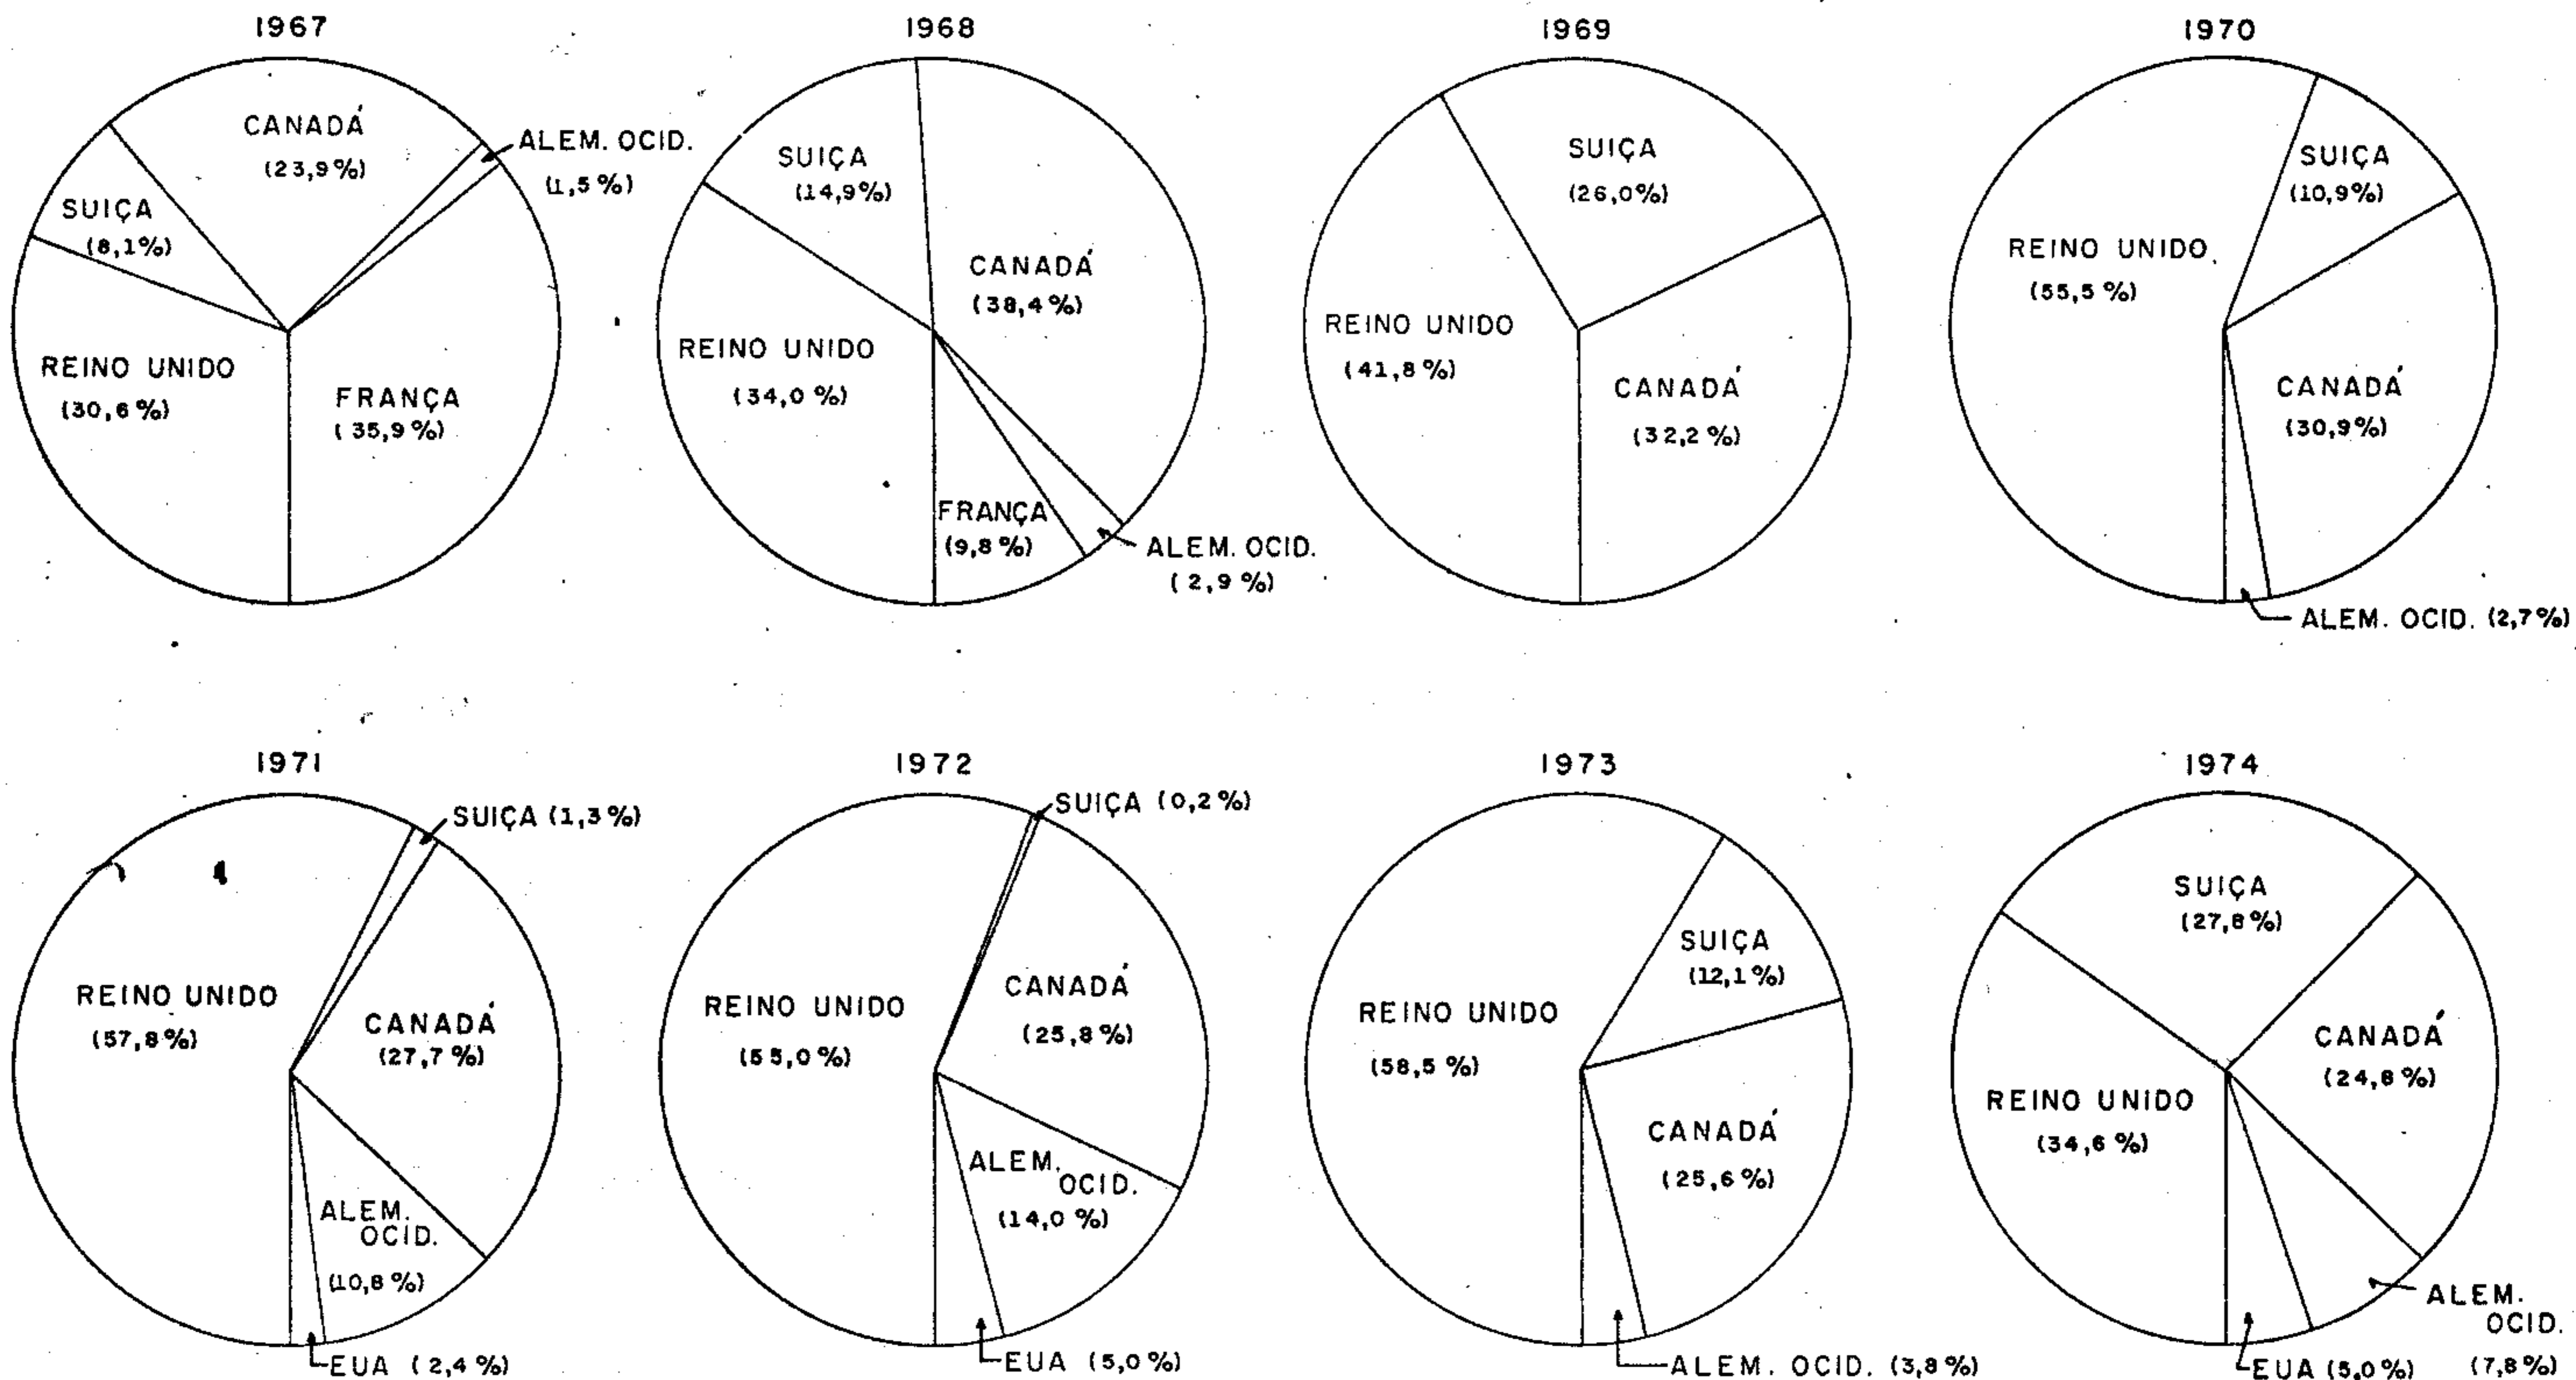 1967
CANADÁ
(23,9%)
ALEM. OCID.
(1,5%)
SUIÇA
(8,1%)
REINO UNIDO
(30,6%)
FRANÇA
(35,9%)
1968
SUIÇA
(14,9%)
CANADÁ
(38,4%)
REINO UNIDO
(34,0%)
FRANÇA
(9,8%)
ALEM. OCID.
(2,9%)
1969
SUIÇA
(26,0%)
REINO UNIDO
(41,8%)
CANADÁ
(32,2%)
1970
SUIÇA
(10,9%)
REINO UNIDO
(55,5%)
CANADÁ
(30,9%)
ALEM. OCID. (2,7%)
1971
SUIÇA (1,3%)
REINO UNIDO
(57,8%)
CANADÁ
(27,7%)
ALEM.
OCID.
(10,8%)
EUA (2,4%)
1972
SUIÇA (0,2%)
REINO UNIDO
(55,0%)
CANADÁ
(25,8%)
ALEM.
OCID.
(14,0%)
EUA (5,0%)
1973
SUIÇA
(12,1%)
REINO UNIDO
(58,5%)
CANADÁ
(25,6%)
ALEM. OCID. (3,8%)
1974
SUIÇA
(27,8%)
CANADÁ
(24,8%)
REINO UNIDO
(34,6%)
ALEM.
OCID.
(7,8%)
EUA (5,0%)